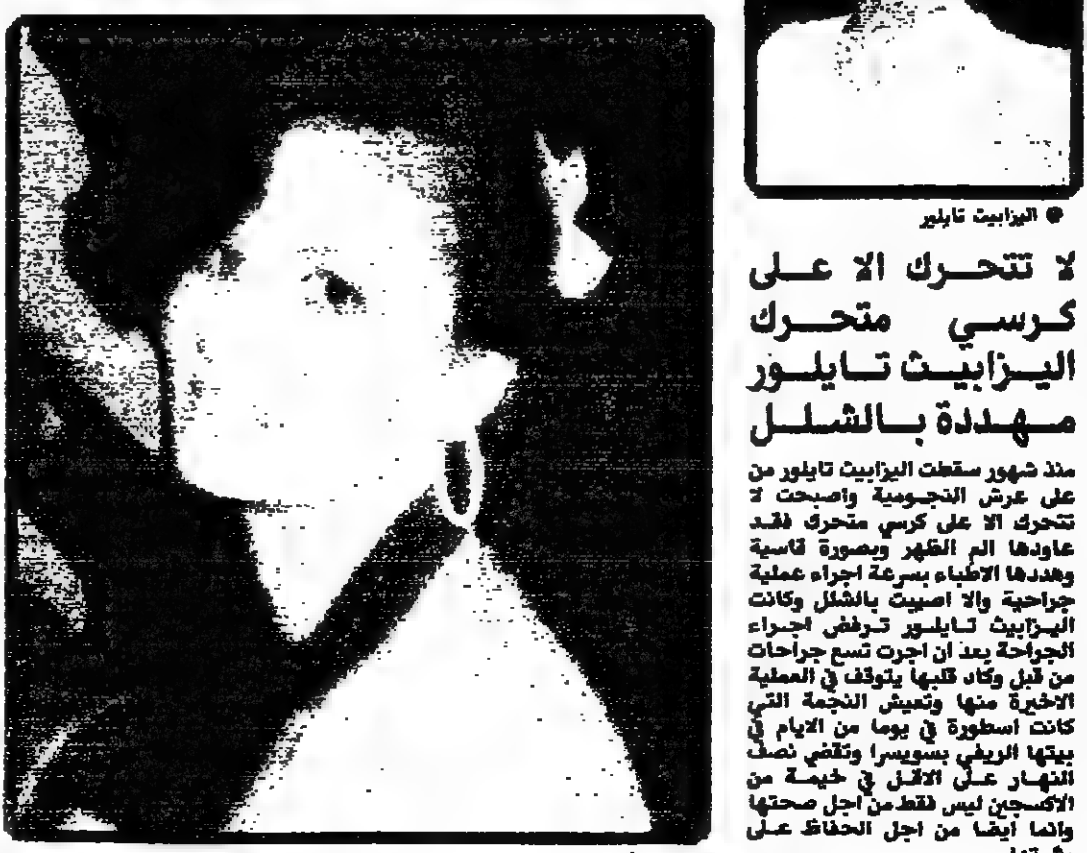 ● اليزابيث تايلير
لا تتحرك الا على
كرسي متحرك
اليزابيث تايلور
مهددة بالشلل
منذ شهور سقطت اليزابيث تايلور من
على عرش النجومية واصبحت لا
تتحرك الا على كرسي متحرك فقد
عاودها الم الظهر وبصورة قاسية
وهددها الاطباء بسرعة اجراء عملية
جراحية والا اصيبت بالشلل وكانت
اليزابيث تايلور ترفض اجراء
الجراحة بعد ان اجرت تسع جراحات
من قبل وكاد قلبها يتوقف في العملية
الاخيرة منها وتعيش النجمة التي
كانت اسطورة في يوما من الايام في
بيتها الريفي بسويسرا وتقضي نصف
النهار على الاقل في خيمة من
الاكسجين ليس فقط من اجل صحتها
وانما ايضا من اجل الحفاظ على